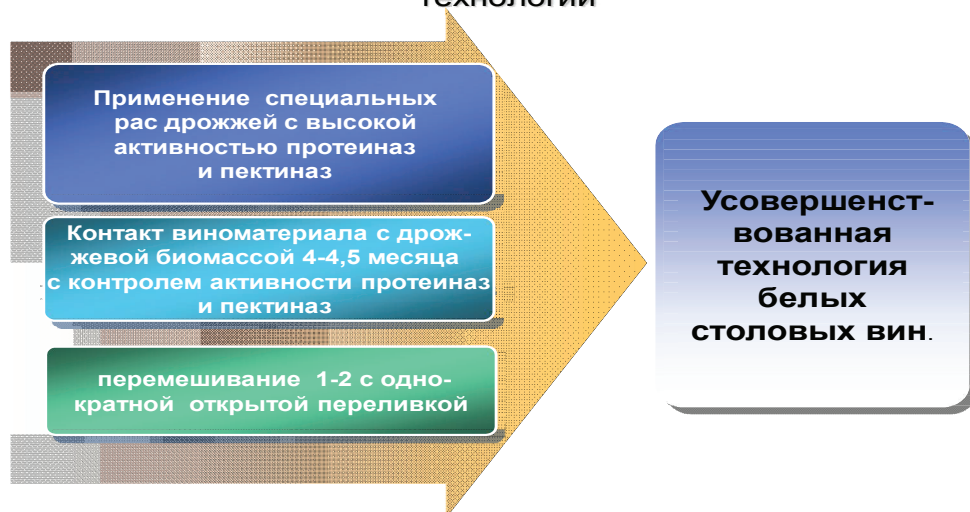 технологии
Применение специальных
рас дрожжей с высокой
активностью протеиназ
и пектиназ
Контакт виноматериала с дрож-
жевой биомассой 4-4,5 месяца
с контролем активности протеиназ
и пектиназ
перемешивание 1-2 с одно-
кратной открытой переливкой
Усовершенст-
вованная
технология
белых
столовых вин.